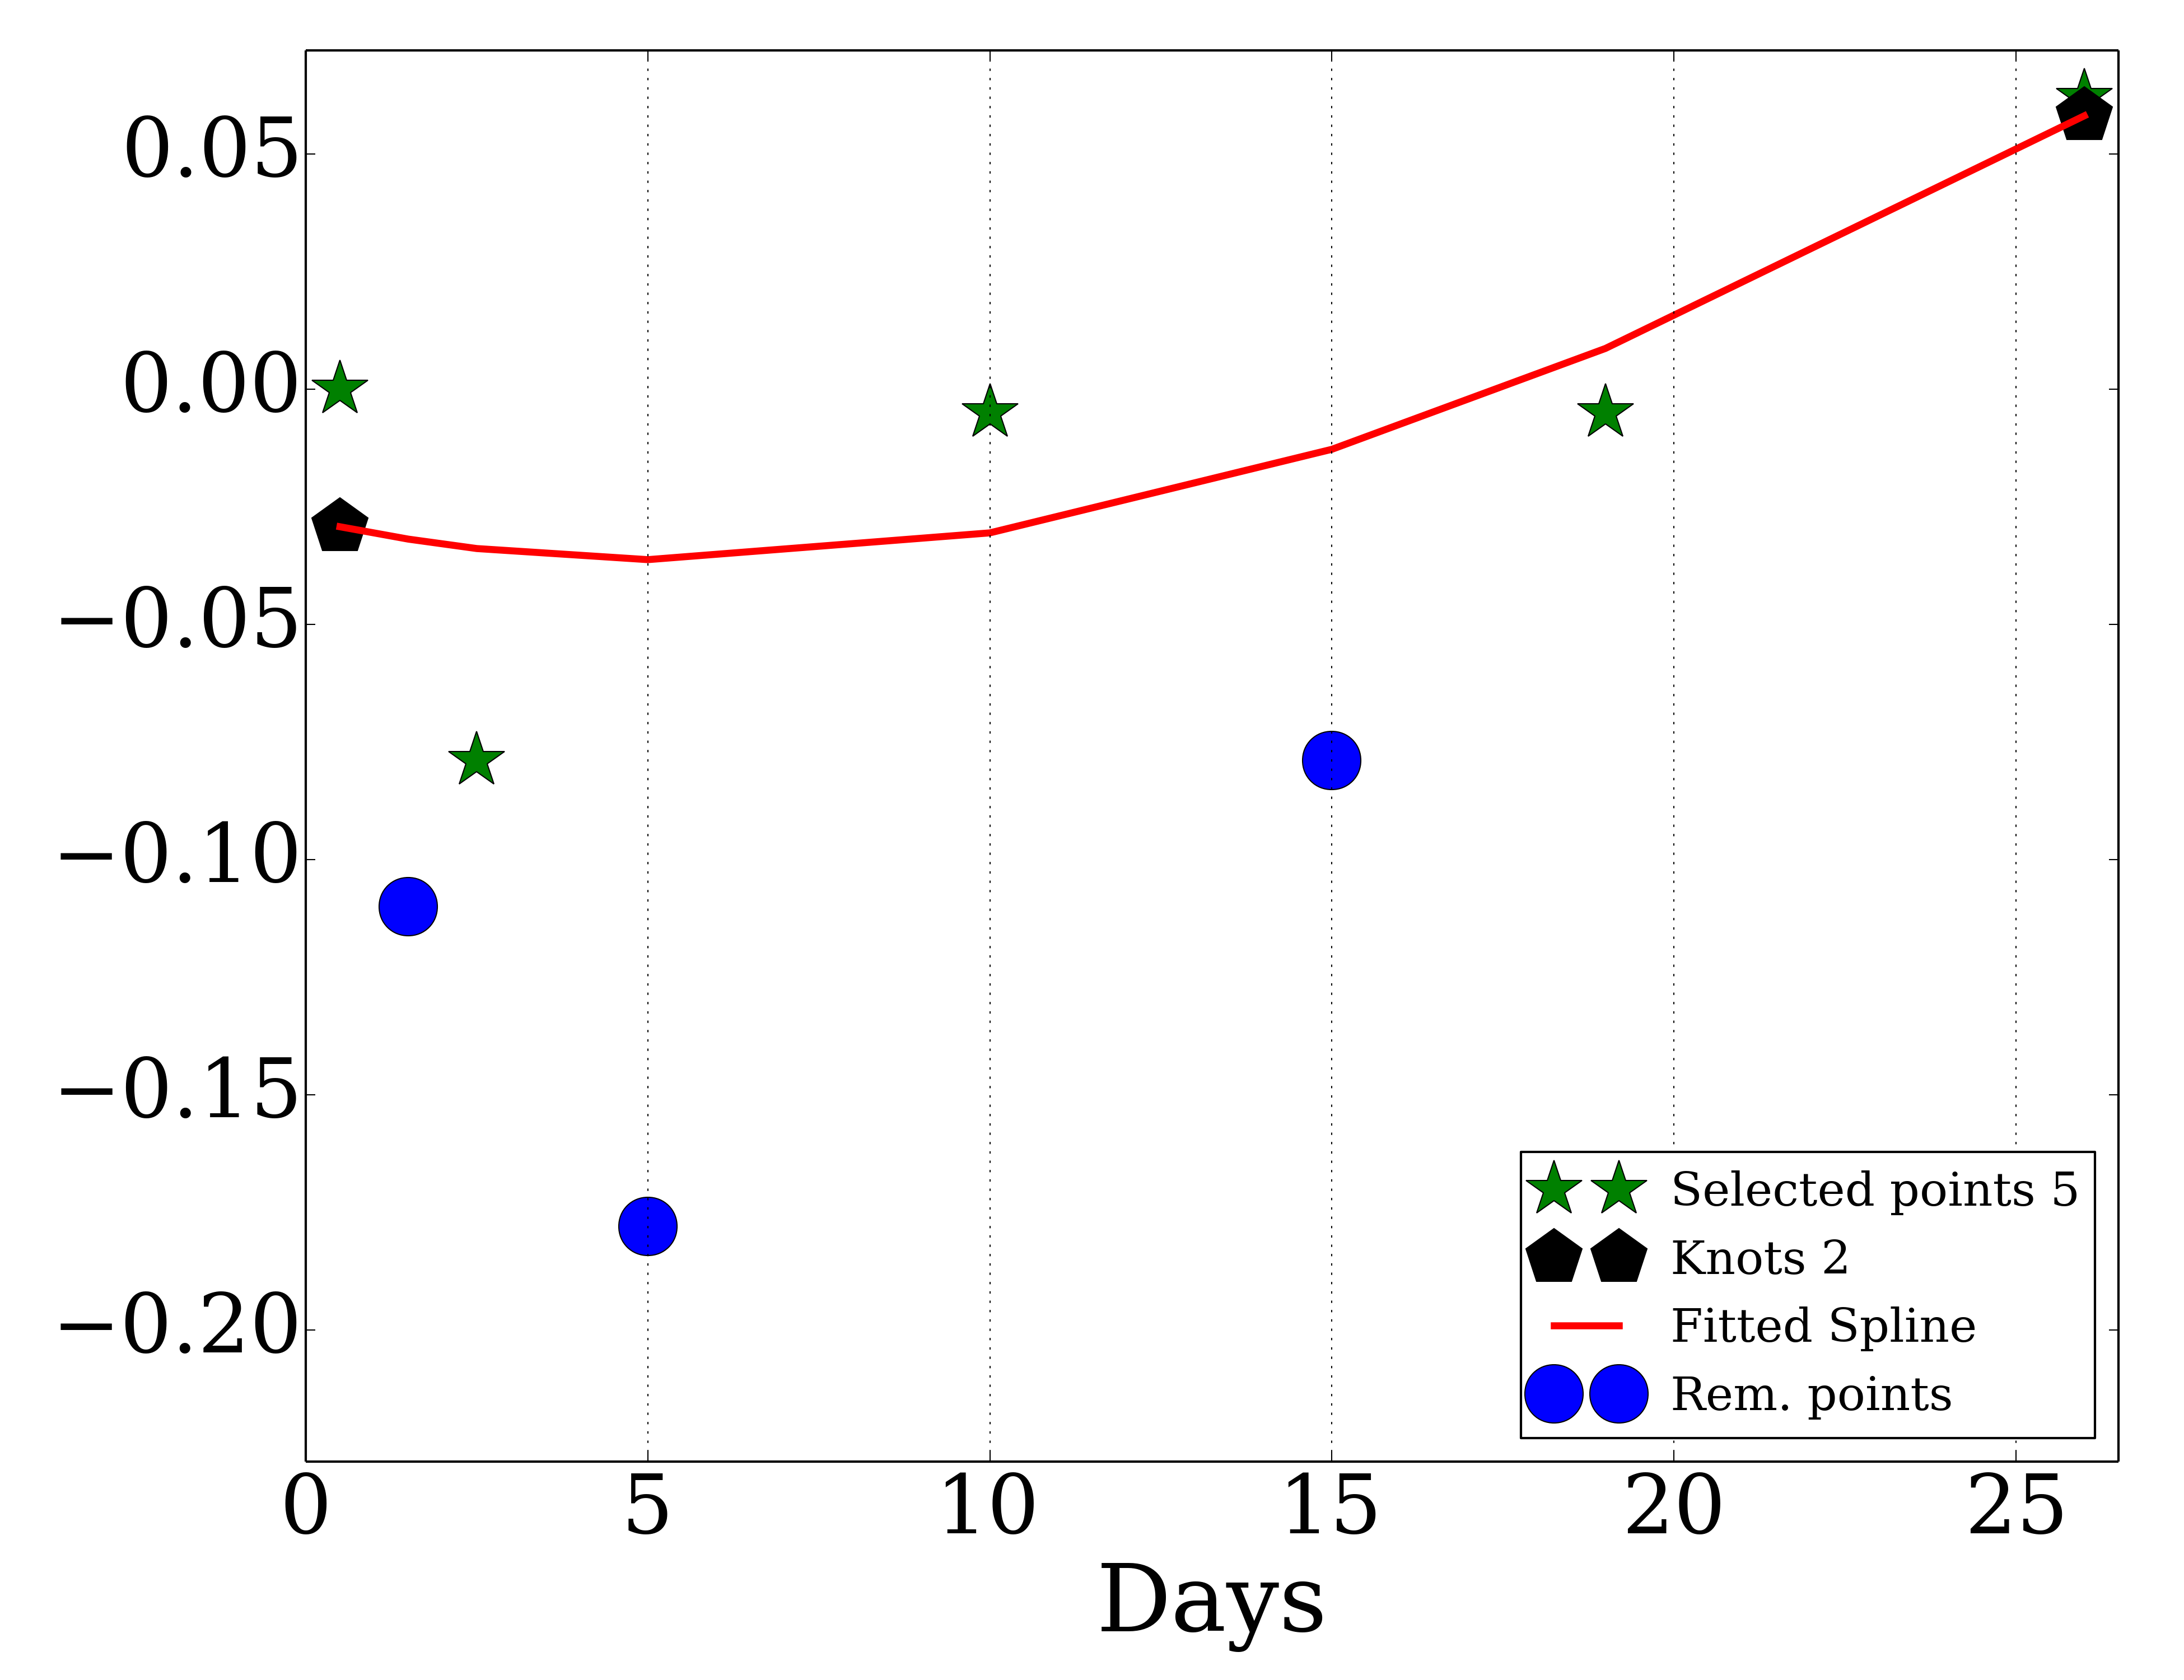 0.05
0.00
−0.05
−0.10
−0.15
−0.20
Selected points 5
Knots 2
Fitted Spline
Rem. points
0 5 10 15 20 25
Days